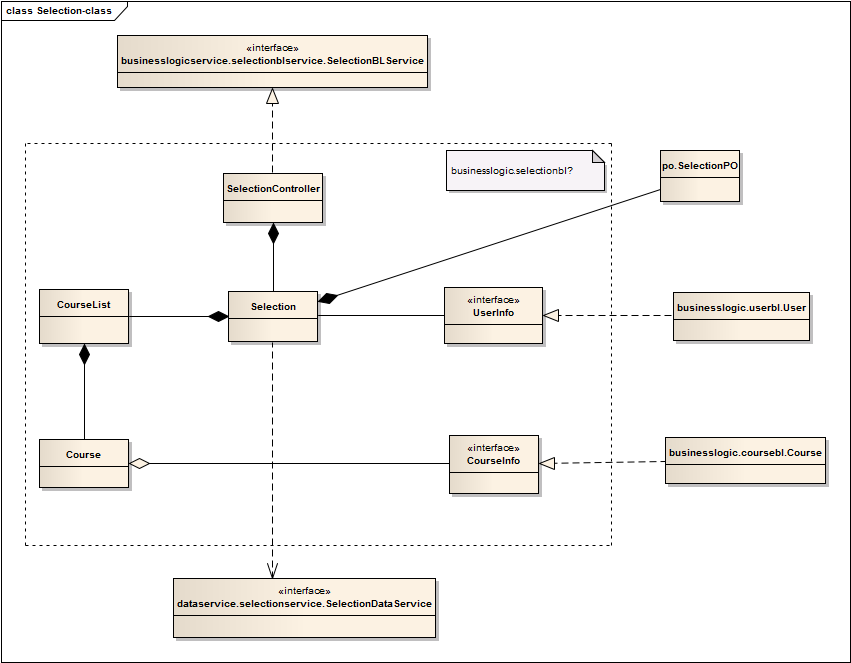 class Selection-class
«interface»
businesslogicservice.selectionblservice.SelectionBLService
businesslogic.selectionbl?
po.SelectionPO
SelectionController
CourseList
Selection
«interface»
UserInfo
businesslogic.userbl.User
Course
«interface»
CourseInfo
businesslogic.coursebl.Course
«interface»
dataservice.selectionservice.SelectionDataService